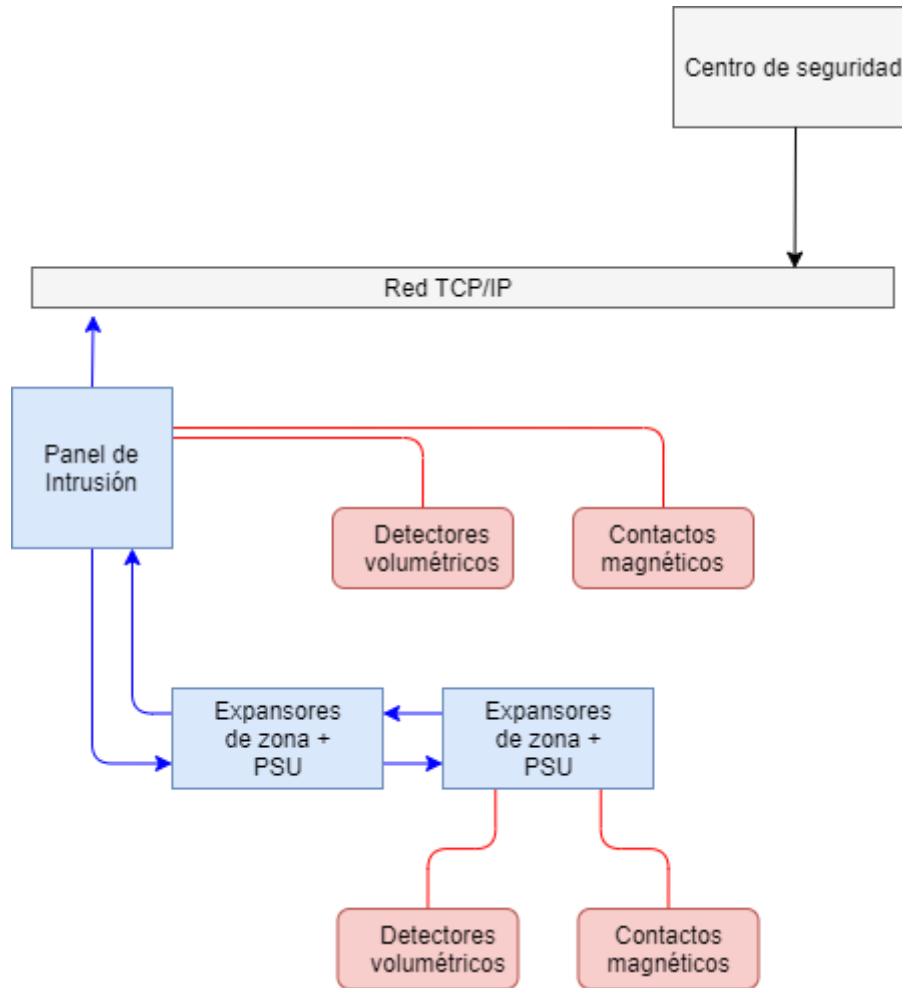 Centro de seguridad
Red TCP/IP
Panel de
Intrusión
Detectores
volumétricos
Contactos
magnéticos
Expansores
de zona +
PSU
Expansores
de zona +
PSU
Detectores
volumétricos
Contactos
magnéticos